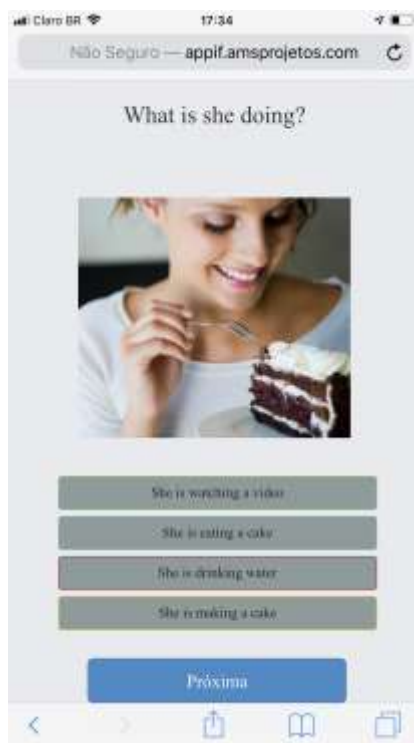 Claro BR 17:34
Não Seguro — appif.amsprojetos.com
What is she doing?
She is watching a video
She is eating a cake
She is drinking water
She is making a cake
Próxima